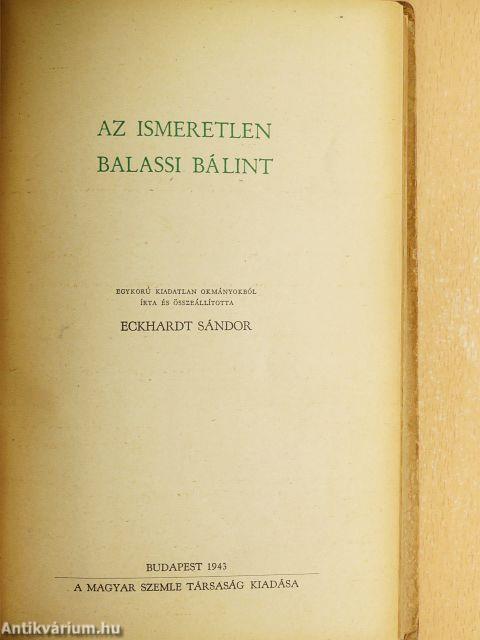 AZ ISMERETLEN
BALASSI BÁLINT
EGYKORÚ KIADATLAN OKMÁNYOKBÓL
ÍRTA ÉS ÖSSZEÁLLÍTOTTA
ECKHARDT SÁNDOR
BUDAPEST 1943
A MAGYAR SZEMLE TÁRSASÁG KIADÁSA
Antikvárium.hu